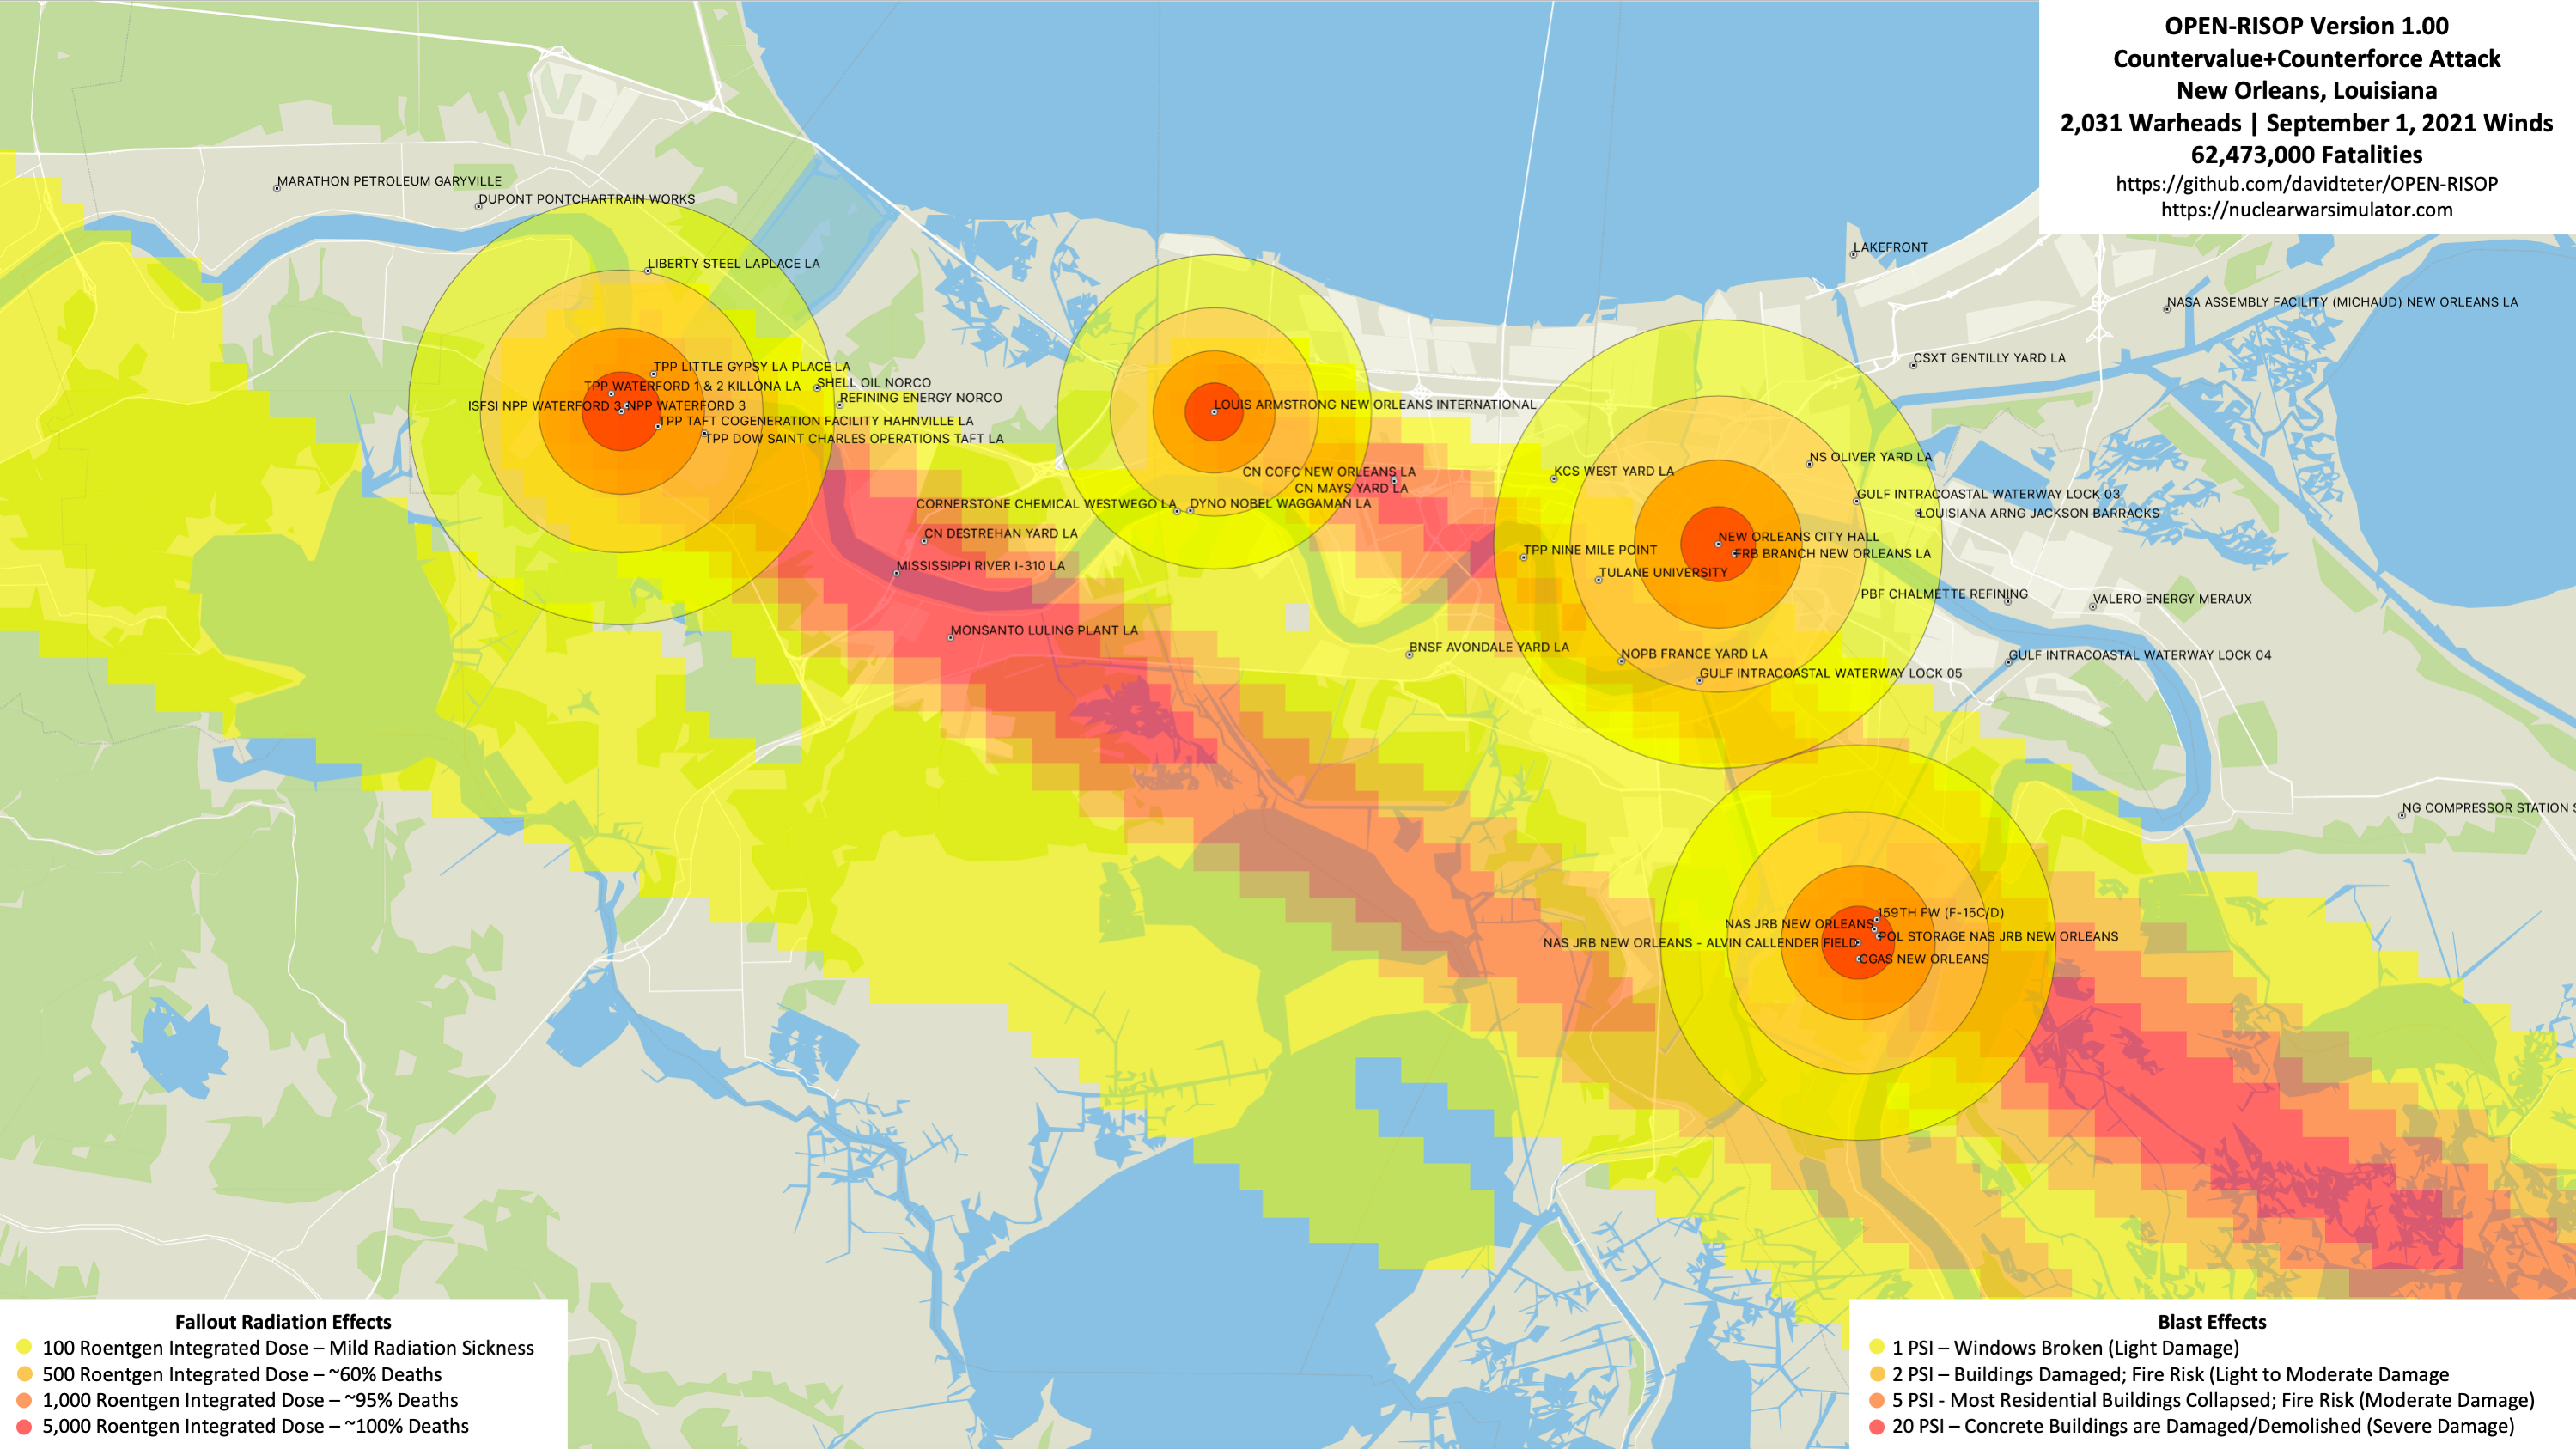 OPEN-RISOP Version 1.00
Countervalue+Counterforce Attack
New Orleans, Louisiana
2,031 Warheads | September 1, 2021 Winds
62,473,000 Fatalities
https://github.com/davidteter/OPEN-RISOP
https://nuclearwarsimulator.com
MARATHON PETROLEUM GARYVILLE
DUPONT PONTCHARTRAIN WORKS
LIBERTY STEEL LAPLACE LA
LAKEFRONT
NASA ASSEMBLY FACILITY (MICHAUD) NEW ORLEANS LA
CSXT GENTILLY YARD LA
TPP LITTLE GYPSY LA PLACE LA
TPP WATERFORD 1 & 2 KILLONA LA
SHELL OIL NORCO
REFINING ENERGY NORCO
ISFSI NPP WATERFORD 3
NPP WATERFORD 3
TPP TAFT COGENERATION FACILITY HAHNVILLE LA
TPP DOW SAINT CHARLES OPERATIONS TAFT LA
LOUIS ARMSTRONG NEW ORLEANS INTERNATIONAL
CN COFC NEW ORLEANS LA
CN MAYS YARD LA
CORNERSTONE CHEMICAL WESTWEGO LA
DYNO NOBEL WAGGAMAN LA
KCS WEST YARD LA
NS OLIVER YARD LA
GULF INTRACOASTAL WATERWAY LOCK 03
LOUISIANA ARNG JACKSON BARRACKS
CN DESTREHAN YARD LA
NEW ORLEANS CITY HALL
FRB BRANCH NEW ORLEANS LA
TPP NINE MILE POINT
TULANE UNIVERSITY
MISSISSIPPI RIVER I-310 LA
PBF CHALMETTE REFINING
VALERO ENERGY MERAUX
MONSANTO LULING PLANT LA
BNSF AVONDALE YARD LA
NOPB FRANCE YARD LA
GULF INTRACOASTAL WATERWAY LOCK 04
GULF INTRACOASTAL WATERWAY LOCK 05
NG COMPRESSOR STATION
159TH FW (F-15C/D)
NAS JRB NEW ORLEANS
POL STORAGE NAS JRB NEW ORLEANS
NAS JRB NEW ORLEANS - ALVIN CALLENDER FIELD
CGAS NEW ORLEANS
Fallout Radiation Effects
100 Roentgen Integrated Dose – Mild Radiation Sickness
500 Roentgen Integrated Dose – ~60% Deaths
1,000 Roentgen Integrated Dose – ~95% Deaths
5,000 Roentgen Integrated Dose – ~100% Deaths
Blast Effects
1 PSI – Windows Broken (Light Damage)
2 PSI – Buildings Damaged; Fire Risk (Light to Moderate Damage
5 PSI - Most Residential Buildings Collapsed; Fire Risk (Moderate Damage)
20 PSI – Concrete Buildings are Damaged/Demolished (Severe Damage)